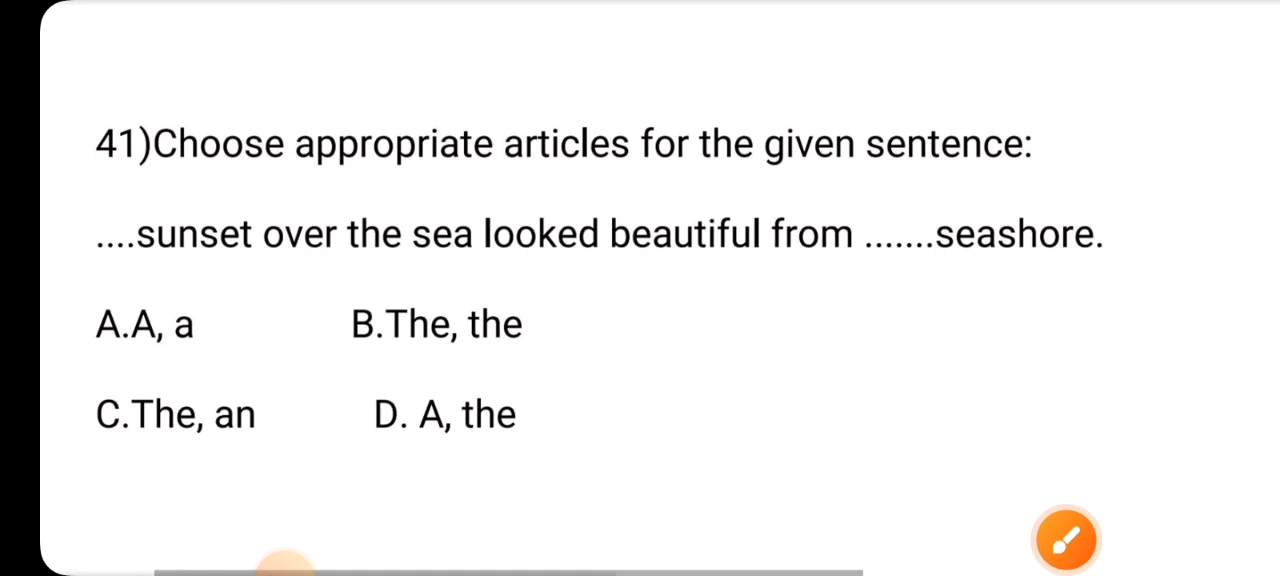 41)Choose appropriate articles for the given sentence:
....sunset over the sea looked beautiful from .......seashore.
A.A, a B.The, the
C.The, an D. A, the